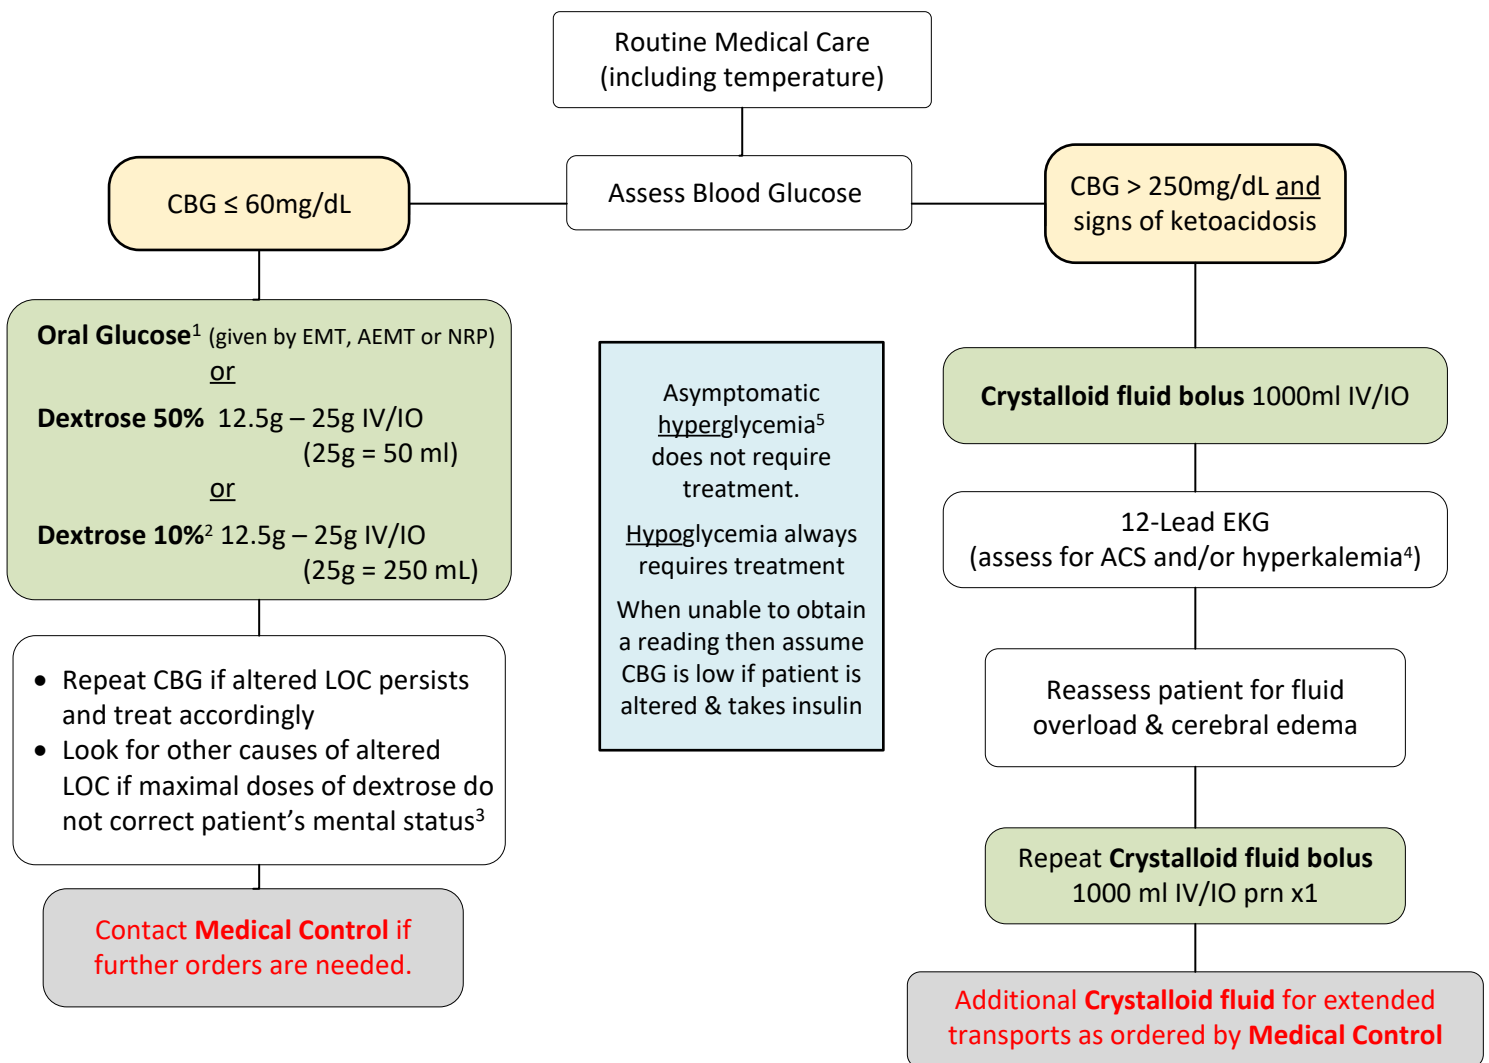 Routine Medical Care
(including temperature)
Assess Blood Glucose
CBG ≤ 60mg/dL
Oral Glucose¹ (given by EMT, AEMT or NRP)
or
Dextrose 50% 12.5g – 25g IV/IO
(25g = 50 ml)
or
Dextrose 10%² 12.5g – 25g IV/IO
(25g = 250 mL)
• Repeat CBG if altered LOC persists
and treat accordingly
• Look for other causes of altered
LOC if maximal doses of dextrose do
not correct patient’s mental status³
Contact Medical Control if
further orders are needed.
Asymptomatic
hyperglycemia⁵
does not require
treatment.
Hypoglycemia always
requires treatment
When unable to obtain
a reading then assume
CBG is low if patient is
altered & takes insulin
CBG > 250mg/dL and
signs of ketoacidosis
Crystalloid fluid bolus 1000ml IV/IO
12-Lead EKG
(assess for ACS and/or hyperkalemia⁴)
Reassess patient for fluid
overload & cerebral edema
Repeat Crystalloid fluid bolus
1000 ml IV/IO prn x1
Additional Crystalloid fluid for extended
transports as ordered by Medical Control